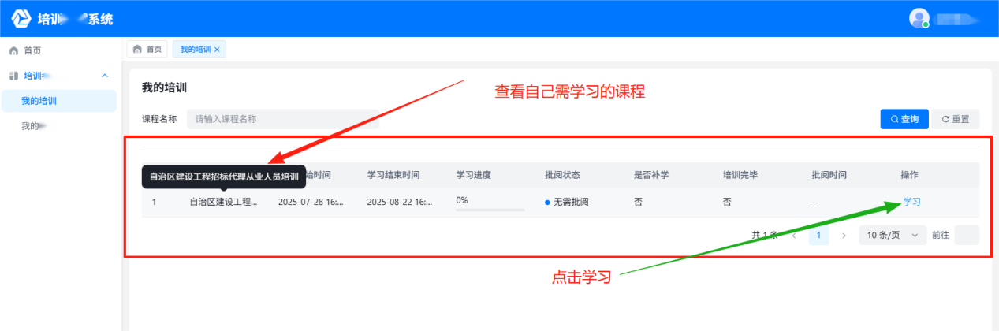 培训 系统
首页
培训
我的培训
我的
首页 我的培训 ×
我的培训
查看自己需学习的课程
课程名称 请输入课程名称 查询 重置
自治区建设工程招标代理从业人员培训
始时间 学习结束时间 学习进度 批阅状态 是否补学 培训完毕 批阅时间 操作
1 自治区建设工程... 2025-07-28 16:... 2025-08-22 16:... 0% 无需批阅 否 否 - 学习
共 1 条 < 1 > 10 条/页 前往
点击学习